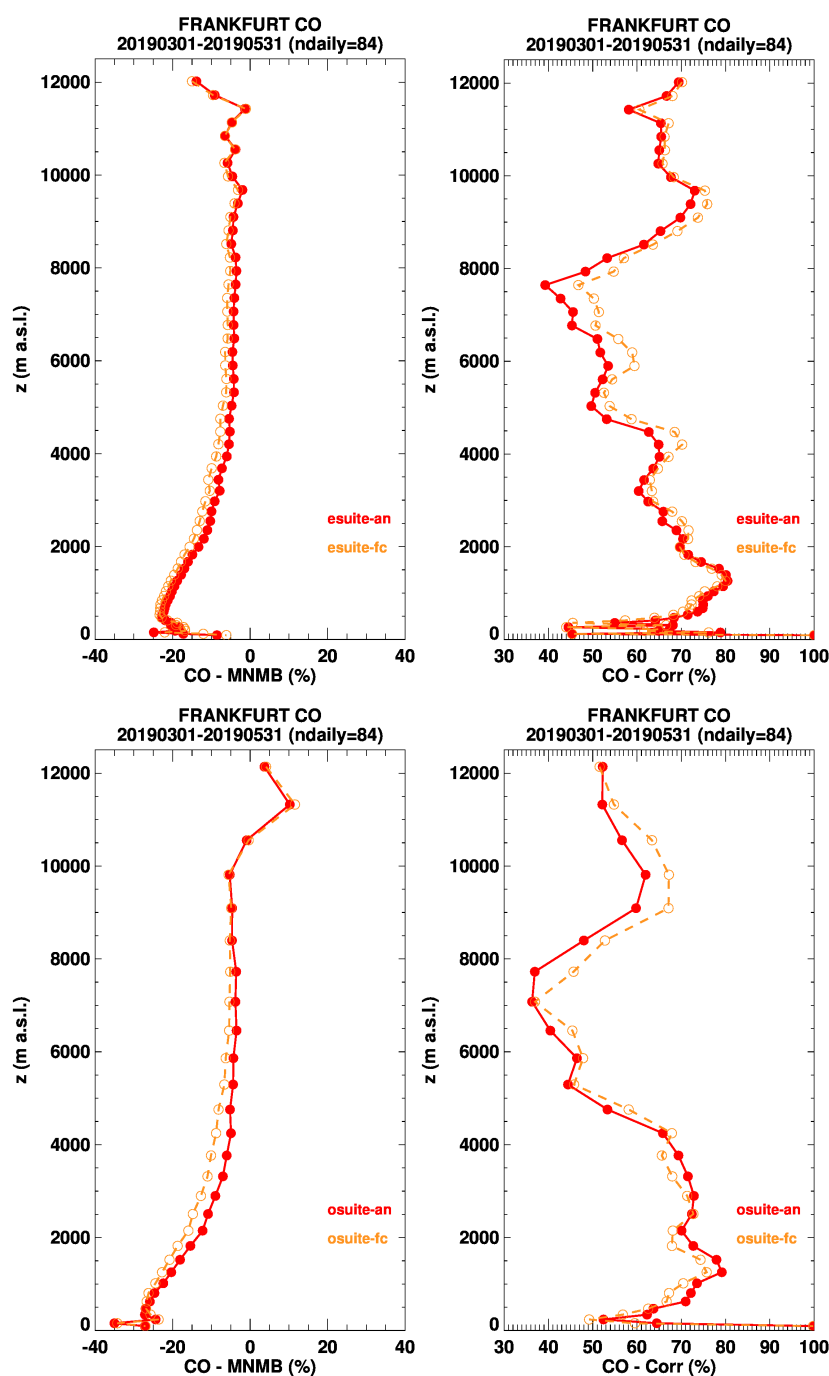 FRANKFURT CO
20190301-20190531 (ndaily=84)
12000
10000
8000
6000
4000
2000
0
z (m a.s.l.)
esuite-an
esuite-fc
-40 -20 0 20 40
CO - MNMB (%)
FRANKFURT CO
20190301-20190531 (ndaily=84)
12000
10000
8000
6000
4000
2000
0
z (m a.s.l.)
esuite-an
esuite-fc
30 40 50 60 70 80 90 100
CO - Corr (%)
FRANKFURT CO
20190301-20190531 (ndaily=84)
12000
10000
8000
6000
4000
2000
0
z (m a.s.l.)
osuite-an
osuite-fc
-40 -20 0 20 40
CO - MNMB (%)
FRANKFURT CO
20190301-20190531 (ndaily=84)
12000
10000
8000
6000
4000
2000
0
z (m a.s.l.)
osuite-an
osuite-fc
30 40 50 60 70 80 90 100
CO - Corr (%)